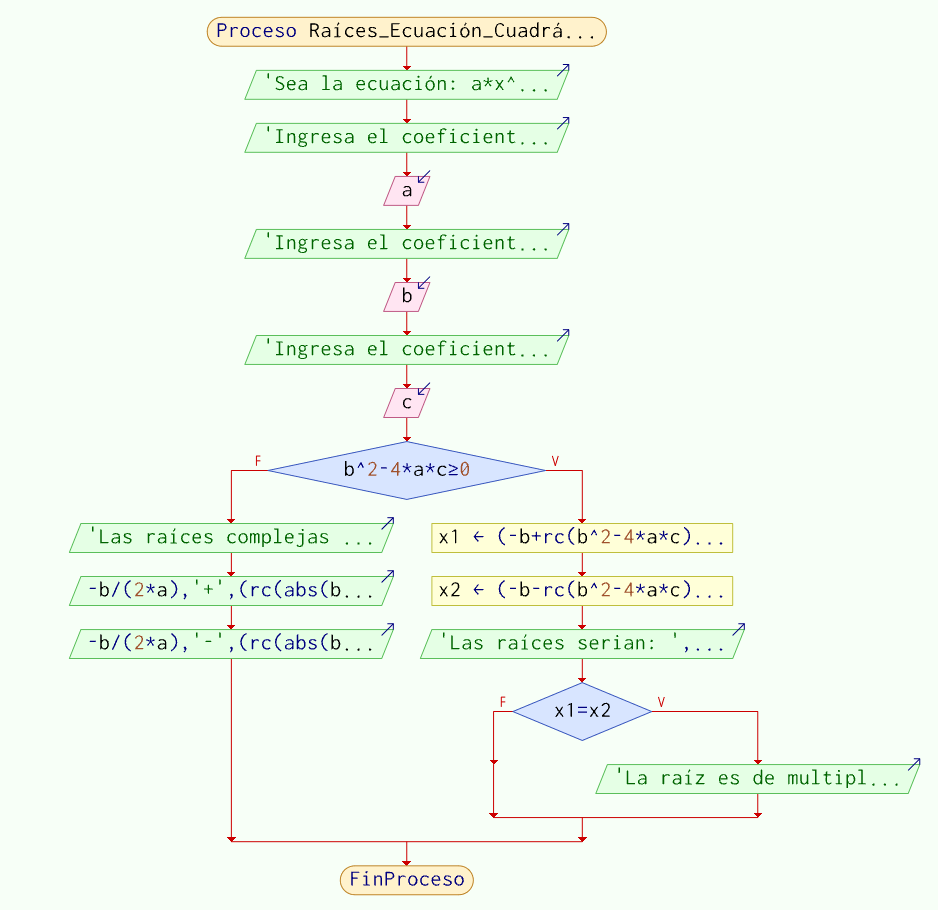 Proceso Raíces_Ecuación_Cuadrá...
'Sea la ecuación: a*x^...
'Ingresa el coeficient...
a
'Ingresa el coeficient...
b
'Ingresa el coeficient...
c
F
b^2-4*a*c≥0
V
'Las raíces complejas ...
-b/(2*a),'+',(rc(abs(b...
-b/(2*a),'-',(rc(abs(b...
x1 ← (-b+rc(b^2-4*a*c)...
x2 ← (-b-rc(b^2-4*a*c)...
'Las raíces serian: ',...
F
x1=x2
V
'La raíz es de multipl...
FinProceso